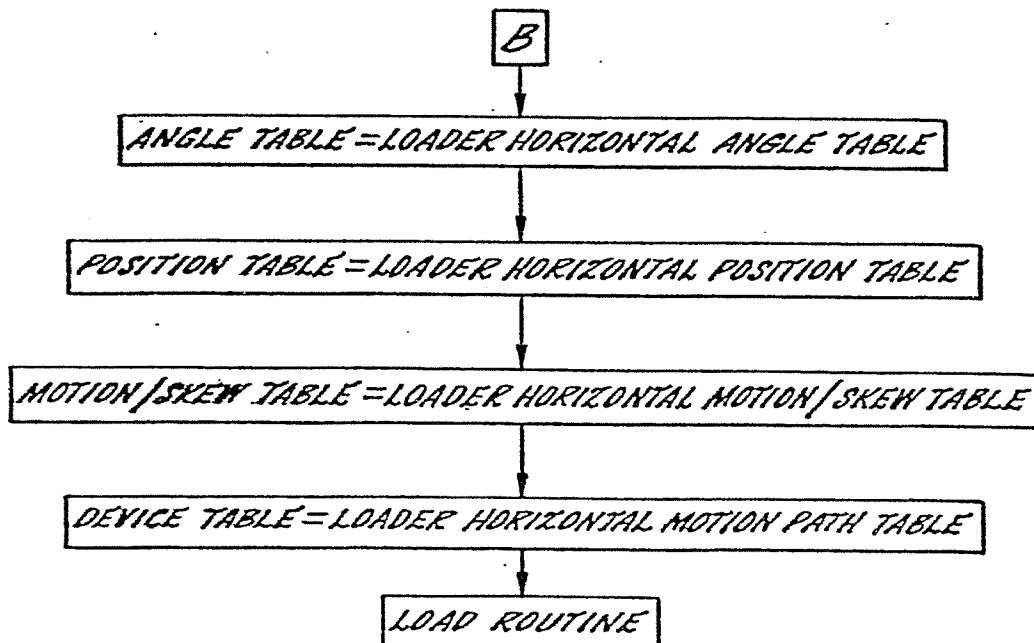 B
ANGLE TABLE=LOADER HORIZONTAL ANGLE TABLE
POSITION TABLE=LOADER HORIZONTAL POSITION TABLE
MOTION/SKEW TABLE=LOADER HORIZONTAL MOTION/SKEW TABLE
DEVICE TABLE=LOADER HORIZONTAL MOTION PATH TABLE
LOAD ROUTINE